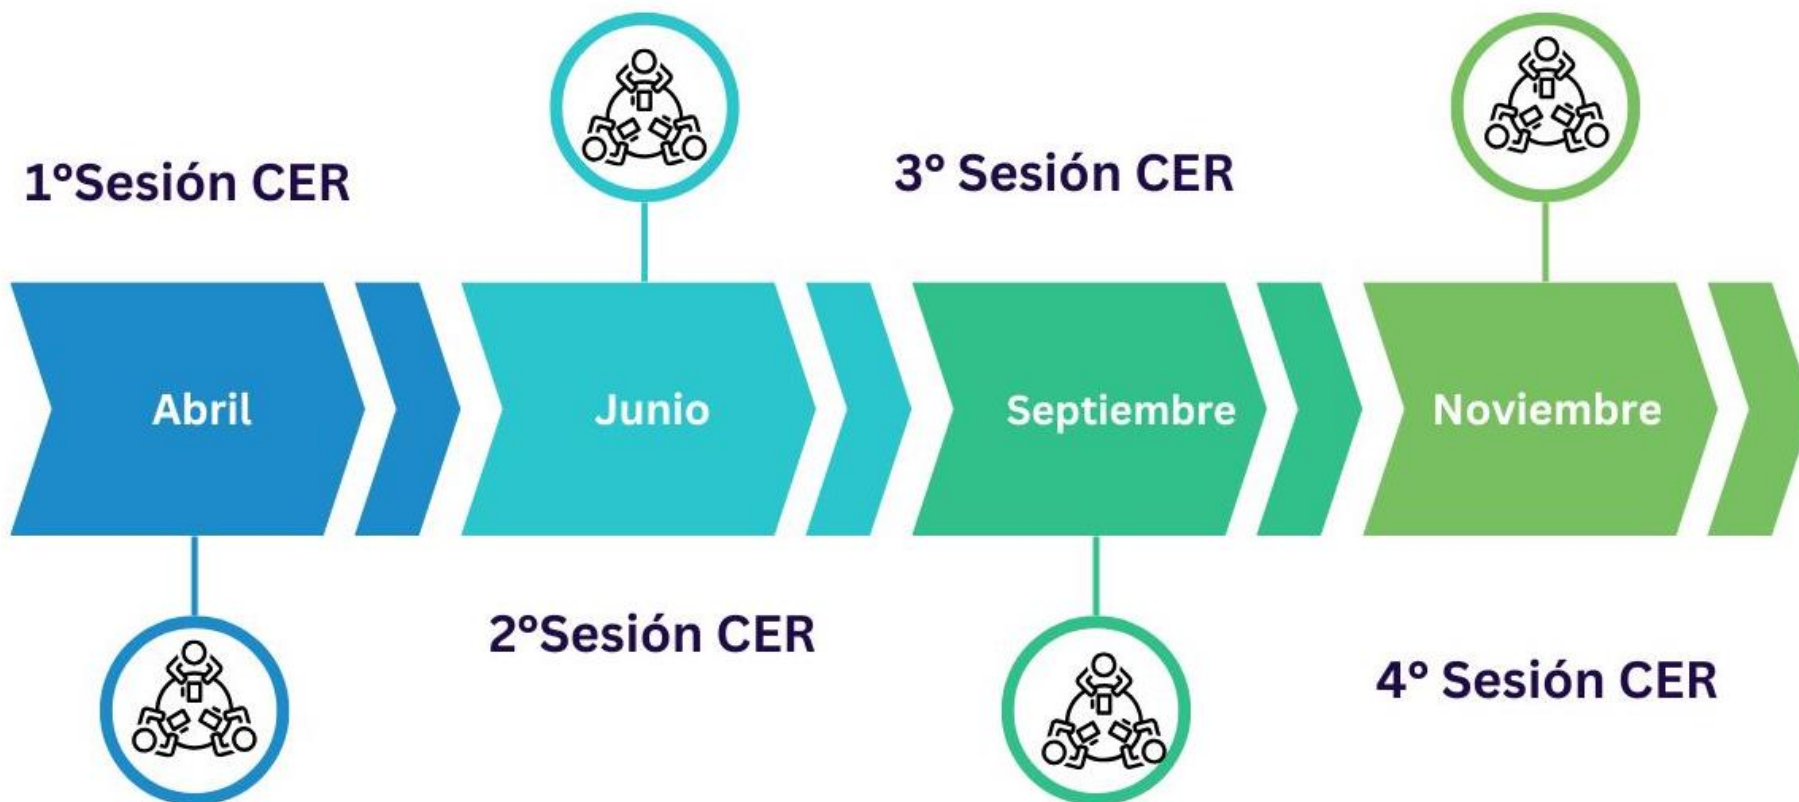 1°Sesión CER
3° Sesión CER
Abril
Junio
Septiembre
Noviembre
2°Sesión CER
4° Sesión CER